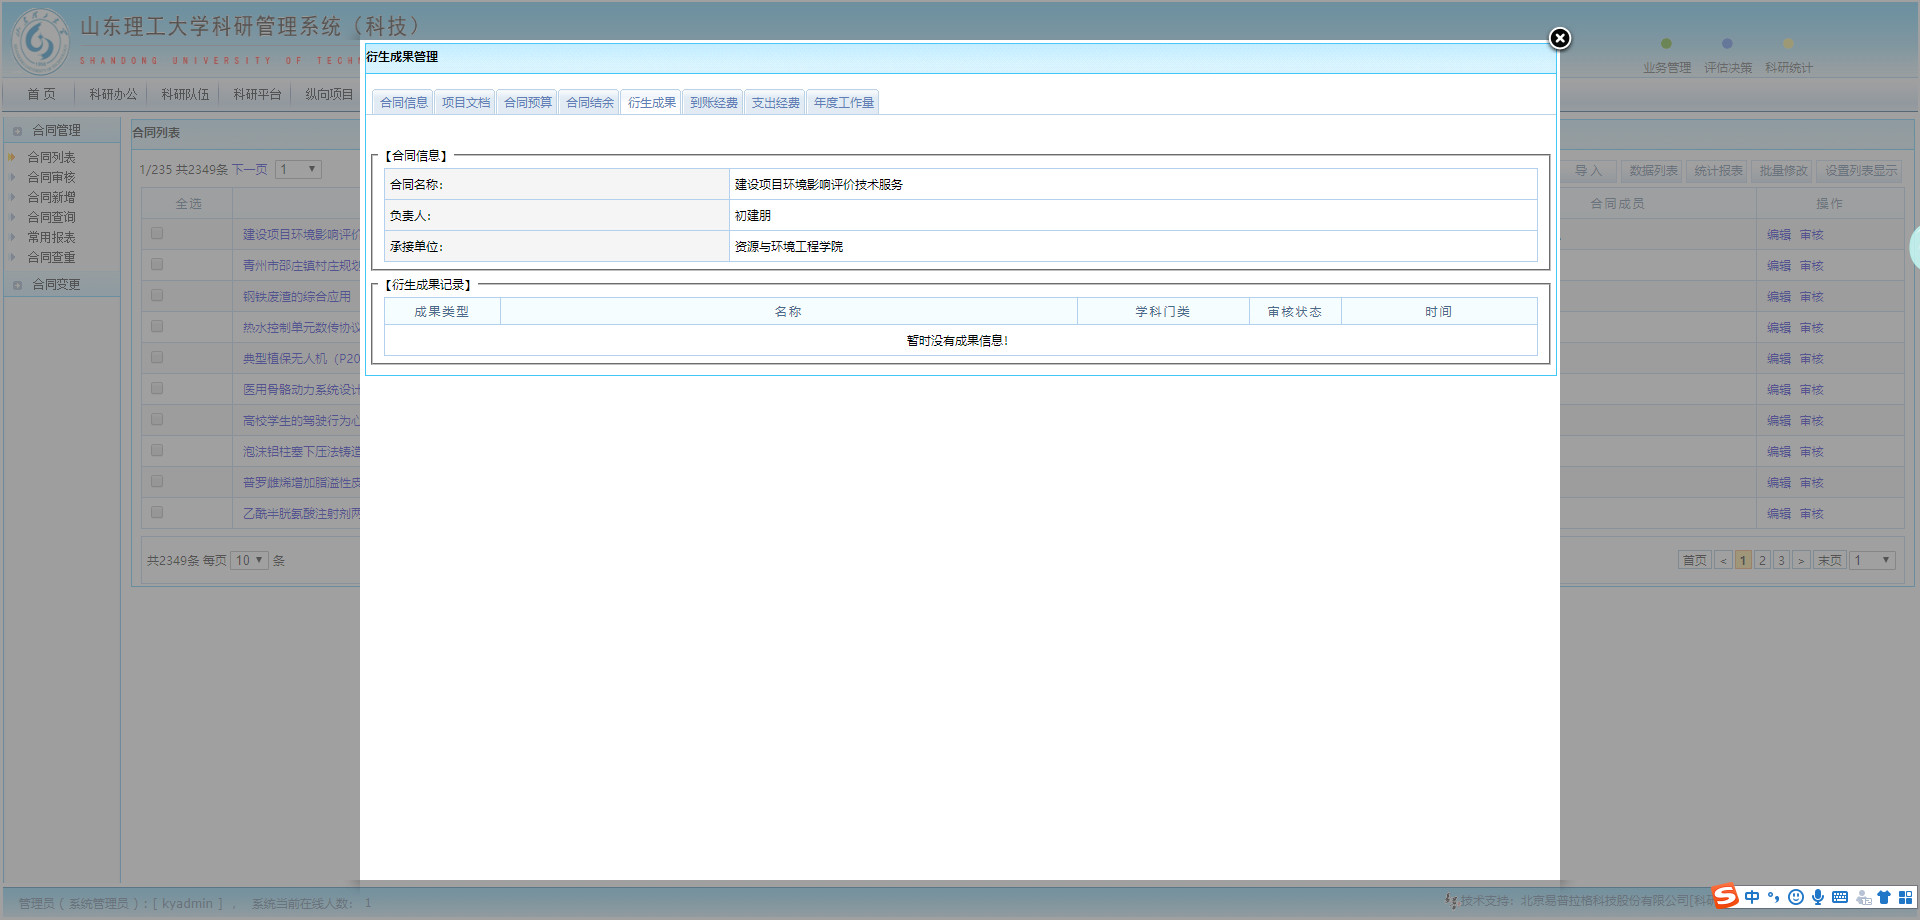 山东理工大学科研管理系统（科技）
SHANDONG UNIVERSITY OF TECH
业务管理 评估决策 科研统计
首 页 科研办公 科研队伍 科研平台 纵向项目
衍生成果管理
合同信息 项目文档 合同预算 合同结余 衍生成果 到账经费 支出经费 年度工作量
合同管理
合同列表
合同审核
合同新增
合同查询
常用报表
合同查重
合同变更
合同列表
1/235 共2349条 下一页 1
导入 数据列表 统计报表 批量修改 设置列表显示
全选 合同成员 操作
建设项目环境影响评价 编辑 审核
青州市邵庄镇村庄规划 编辑 审核
钢铁废渣的综合应用 编辑 审核
热水控制单元数传协议 编辑 审核
典型植保无人机（P20 编辑 审核
医用骨骼动力系统设计 编辑 审核
高校学生的驾驶行为心 编辑 审核
泡沫铝柱塞下压法铸造 编辑 审核
普罗雌烯增加脂溢性皮 编辑 审核
乙酰半胱氨酸注射剂两 编辑 审核
共2349条 每页 10 条
首页 < 1 2 3 > 末页 1
【合同信息】
合同名称: 建设项目环境影响评价技术服务
负责人: 初建朋
承接单位: 资源与环境工程学院
【衍生成果记录】
成果类型 名称 学科门类 审核状态 时间
暂时没有成果信息!
管理员 ( 系统管理员 ) : [ kyadmin ] ， 系统当前在线人数: 1
技术支持: 北京易普拉格科技股份有限公司[科研
S 中